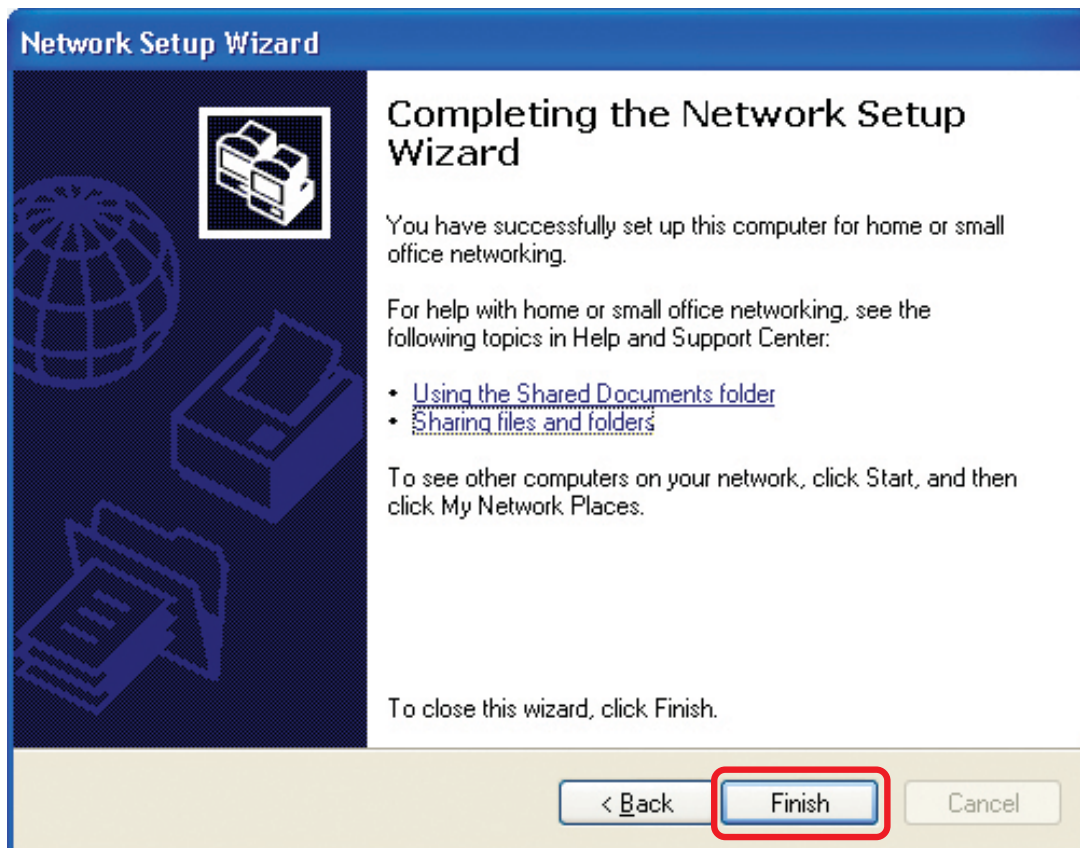 Network Setup Wizard
Completing the Network Setup
Wizard
You have successfully set up this computer for home or small
office networking.
For help with home or small office networking, see the
following topics in Help and Support Center:
• Using the Shared Documents folder
• Sharing files and folders
To see other computers on your network, click Start, and then
click My Network Places.
To close this wizard, click Finish.
< Back Finish Cancel